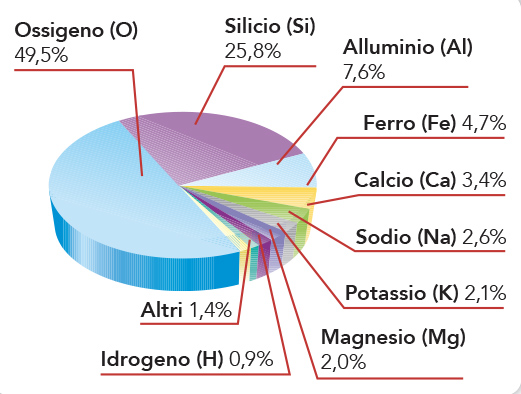 Ossigeno (O)
49,5%
Silicio (Si)
25,8%
Alluminio (Al)
7,6%
Ferro (Fe) 4,7%
Calcio (Ca) 3,4%
Sodio (Na) 2,6%
Potassio (K) 2,1%
Magnesio (Mg)
2,0%
Idrogeno (H) 0,9%
Altri 1,4%